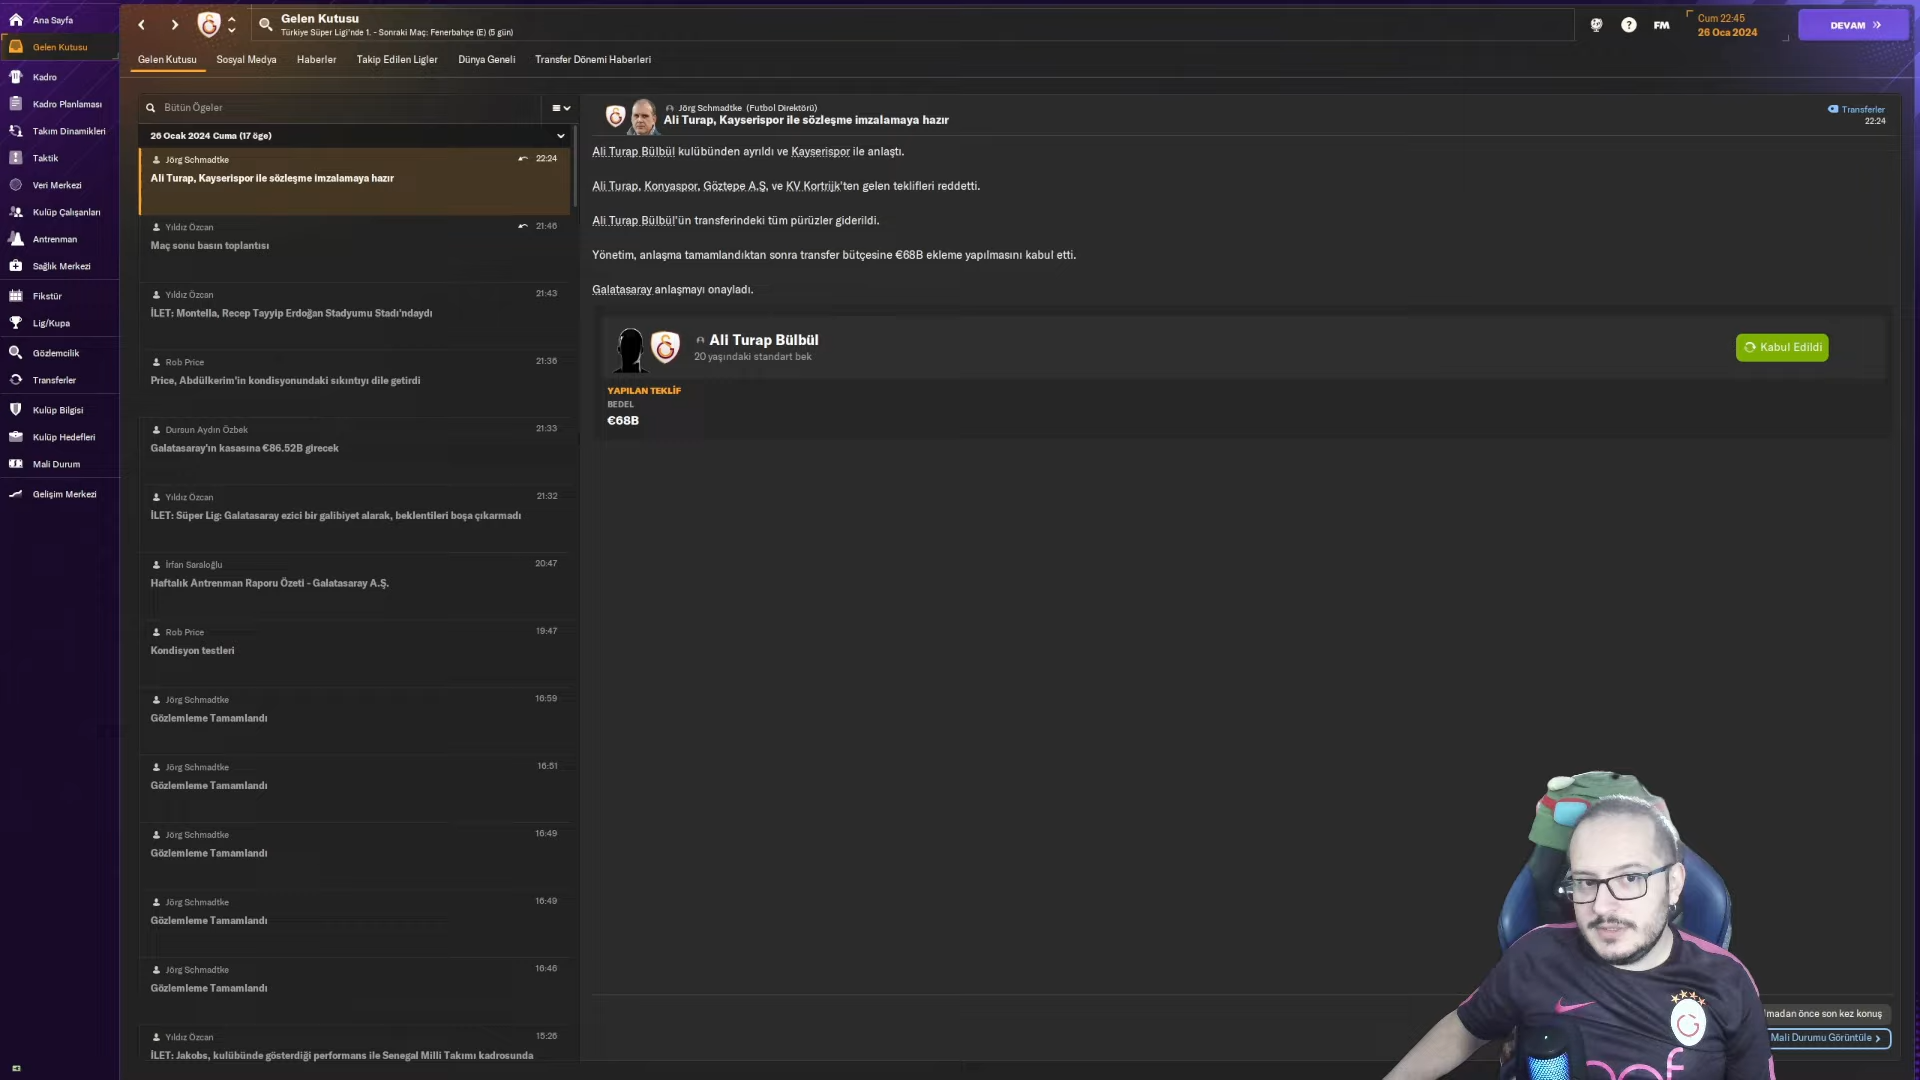 Ana Sayfa
Gelen Kutusu
Kadro
Kadro Planlaması
Takım Dinamikleri
Taktik
Veri Merkezi
Kulüp Çalışanları
Antrenman
Sağlık Merkezi
Fikstür
Lig/Kupa
Gözlemcilik
Transferler
Kulüp Bilgisi
Kulüp Hedefleri
Mali Durum
Gelişim Merkezi
Gelen Kutusu
Türkiye Süper Ligi'nde 1. - Sonraki Maç: Fenerbahçe (E) (5 gün)
FM
Cum 22:45
26 Oca 2024
DEVAM
Gelen Kutusu
Sosyal Medya
Haberler
Takip Edilen Ligler
Dünya Geneli
Transfer Dönemi Haberleri
Bütün Ögeler
26 Ocak 2024 Cuma (17 öge)
Jörg Schmadtke 22:24
Ali Turap, Kayserispor ile sözleşme imzalamaya hazır
Yıldız Özcan 21:46
Maç sonu basın toplantısı
Yıldız Özcan 21:43
İLET: Montella, Recep Tayyip Erdoğan Stadyumu Stadı'ndaydı
Rob Price 21:36
Price, Abdülkerim'in kondisyonundaki sıkıntıyı dile getirdi
Dursun Aydın Özbek 21:33
Galatasaray'ın kasasına €86.52B girecek
Yıldız Özcan 21:32
İLET: Süper Lig: Galatasaray ezici bir galibiyet alarak, beklentileri boşa çıkarmadı
İrfan Saraloğlu 20:47
Haftalık Antrenman Raporu Özeti - Galatasaray A.Ş.
Rob Price 19:47
Kondisyon testleri
Jörg Schmadtke 16:59
Gözlemleme Tamamlandı
Jörg Schmadtke 16:51
Gözlemleme Tamamlandı
Jörg Schmadtke 16:49
Gözlemleme Tamamlandı
Jörg Schmadtke 16:49
Gözlemleme Tamamlandı
Jörg Schmadtke 16:46
Gözlemleme Tamamlandı
Yıldız Özcan 15:26
İLET: Jakobs, kulübünde gösterdiği performans ile Senegal Milli Takımı kadrosunda
Jörg Schmadtke (Futbol Direktörü)
Ali Turap, Kayserispor ile sözleşme imzalamaya hazır
Transferler
22:24
Ali Turap Bülbül kulübünden ayrıldı ve Kayserispor ile anlaştı.
Ali Turap, Konyaspor, Göztepe A.Ş. ve KV Kortrijk'ten gelen teklifleri reddetti.
Ali Turap Bülbül'ün transferindeki tüm pürüzler giderildi.
Yönetim, anlaşma tamamlandıktan sonra transfer bütçesine €68B ekleme yapılmasını kabul etti.
Galatasaray anlaşmayı onayladı.
Ali Turap Bülbül
20 yaşındaki standart bek
Kabul Edildi
YAPILAN TEKLİF
BEDEL
€68B
madan önce son kez konuş
Mali Durumu Görüntüle